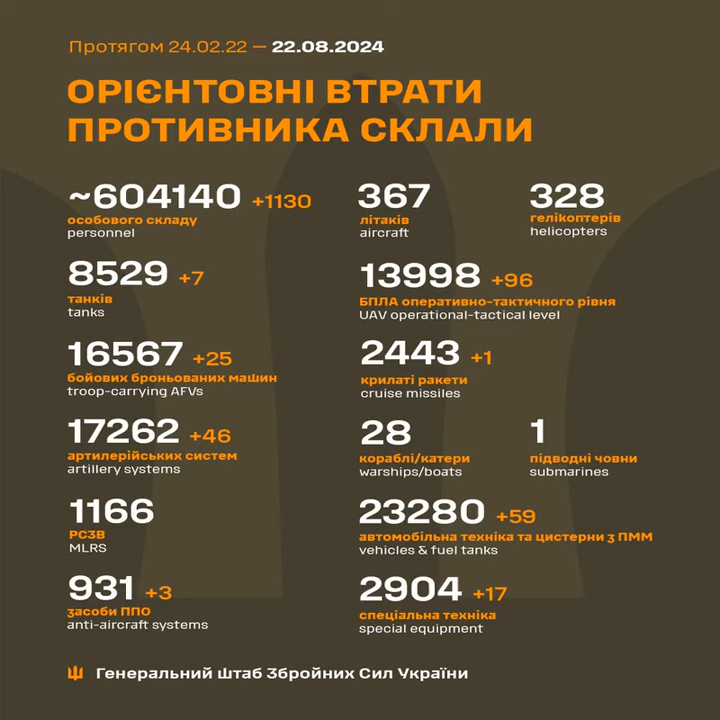 Протягом 24.02.22 — 22.08.2024
ОРІЄНТОВНІ ВТРАТИ
ПРОТИВНИКА СКЛАЛИ
~604140 +1130
особового складу
personnel
367
літаків
aircraft
328
гелікоптерів
helicopters
8529 +7
танків
tanks
13998 +96
БПЛА оперативно-тактичного рівня
UAV operational-tactical level
16567 +25
бойових броньованих машин
troop-carrying AFVs
2443 +1
крилаті ракети
cruise missiles
17262 +46
артилерійських систем
artillery systems
28
кораблі/катери
warships/boats
1
підводні човни
submarines
1166
РСЗВ
MLRS
23280 +59
автомобільна техніка та цистерни з ПММ
vehicles & fuel tanks
931 +3
засоби ППО
anti-aircraft systems
2904 +17
спеціальна техніка
special equipment
Генеральний штаб Збройних Сил України